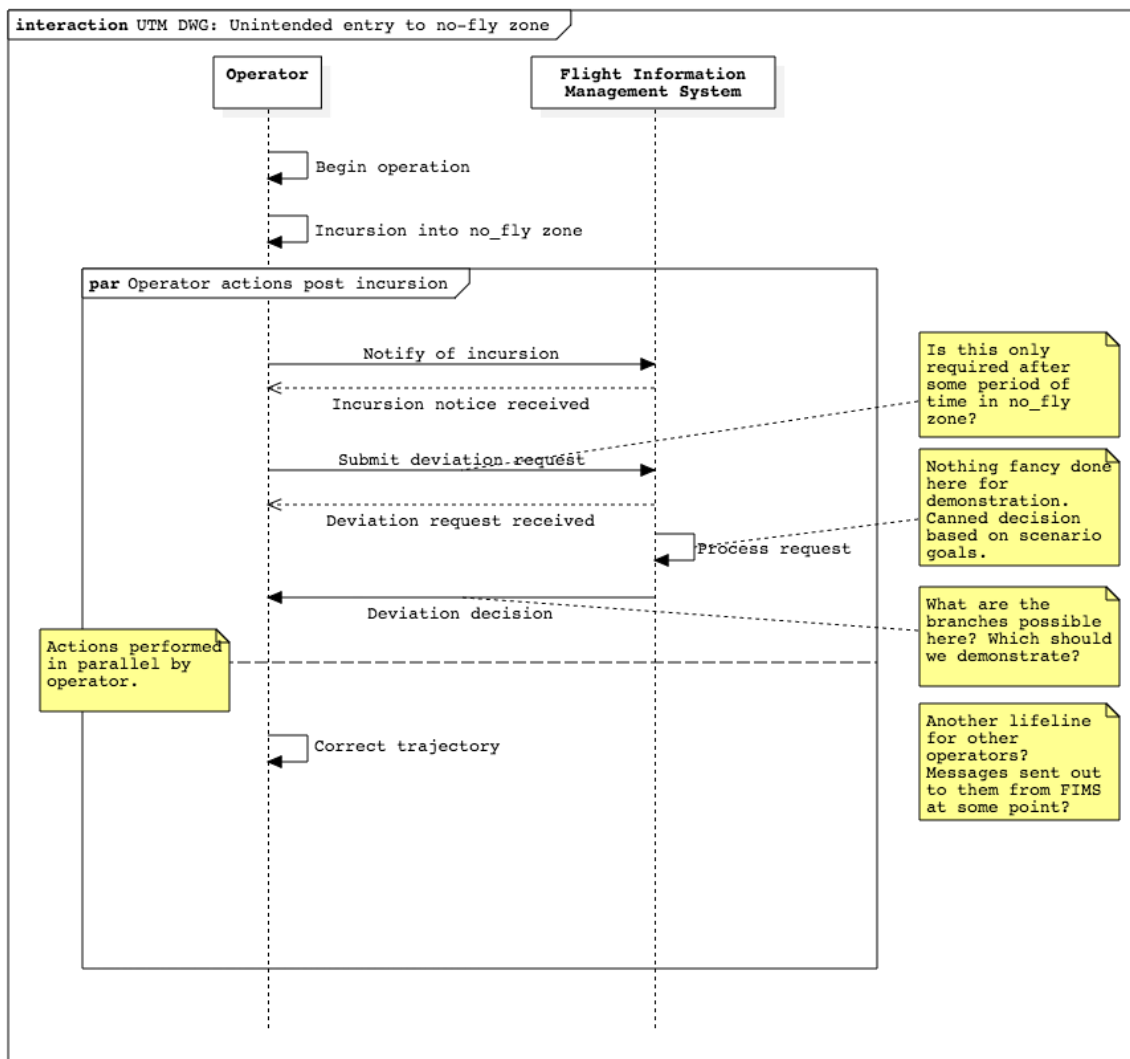 interaction UTM DWG: Unintended entry to no-fly zone
Operator
Flight Information
Management System
Begin operation
Incursion into no_fly zone
par Operator actions post incursion
Notify of incursion
Incursion notice received
Is this only
required after
some period of
time in no_fly
zone?
Submit deviation request
Deviation request received
Nothing fancy done
here for
demonstration.
Canned decision
based on scenario
goals.
Process request
Deviation decision
What are the
branches possible
here? Which should
we demonstrate?
Actions performed
in parallel by
operator.
Correct trajectory
Another lifeline
for other
operators?
Messages sent out
to them from FIMS
at some point?